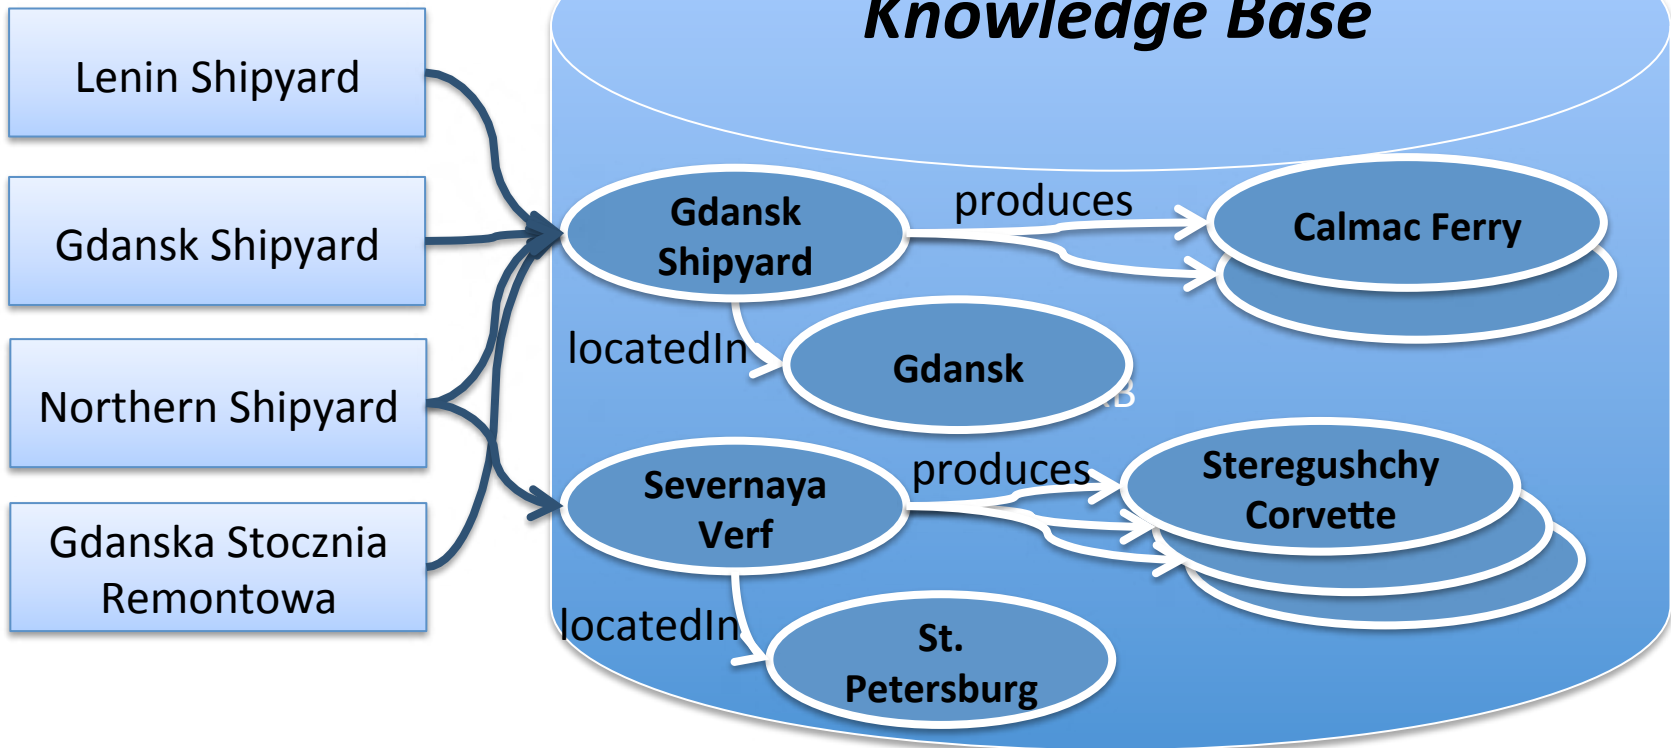 Knowledge Base
Lenin Shipyard
Gdansk Shipyard
Northern Shipyard
Gdanska Stocznia
Remontowa
Gdansk
Shipyard
produces
Calmac Ferry
locatedIn
Gdansk
Severnaya
Verf
produces
Steregushchy
Corvette
locatedIn
St.
Petersburg